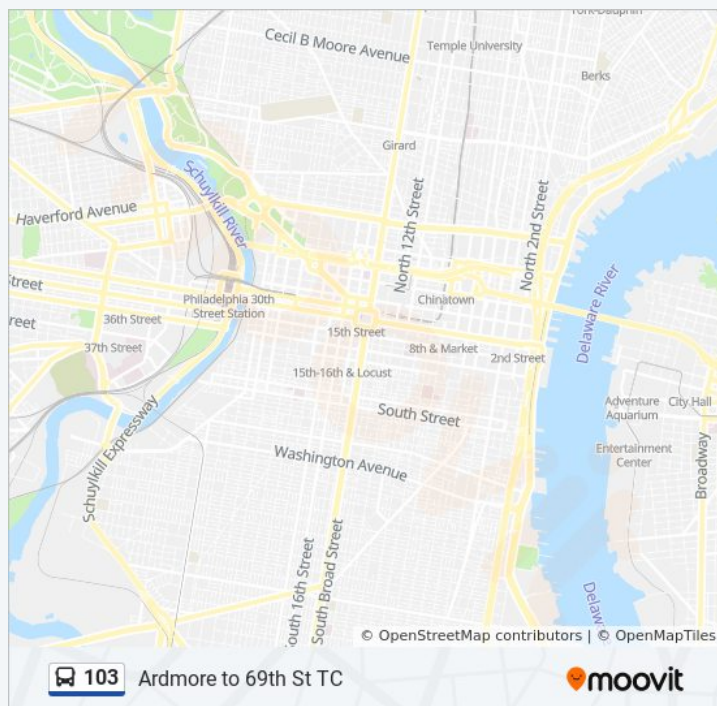 York-Dauphin
Cecil B Moore Avenue
Temple University
Berks
Girard
Schuylkill River
Haverford Avenue
North 12th Street
North 2nd Street
Street
Philadelphia 30th
Street Station
Chinatown
Delaware River
36th Street
15th Street
Street
37th Street
8th & Market
2nd Street
15th-16th & Locust
Adventure
Aquarium
City Hall
South Street
Schuylkill Expressway
Washington Avenue
Entertainment
Center
Broadway
South 16th Street
South Broad Street
Delaw
© OpenStreetMap contributors | © OpenMapTiles
103 Ardmore to 69th St TC
moovit